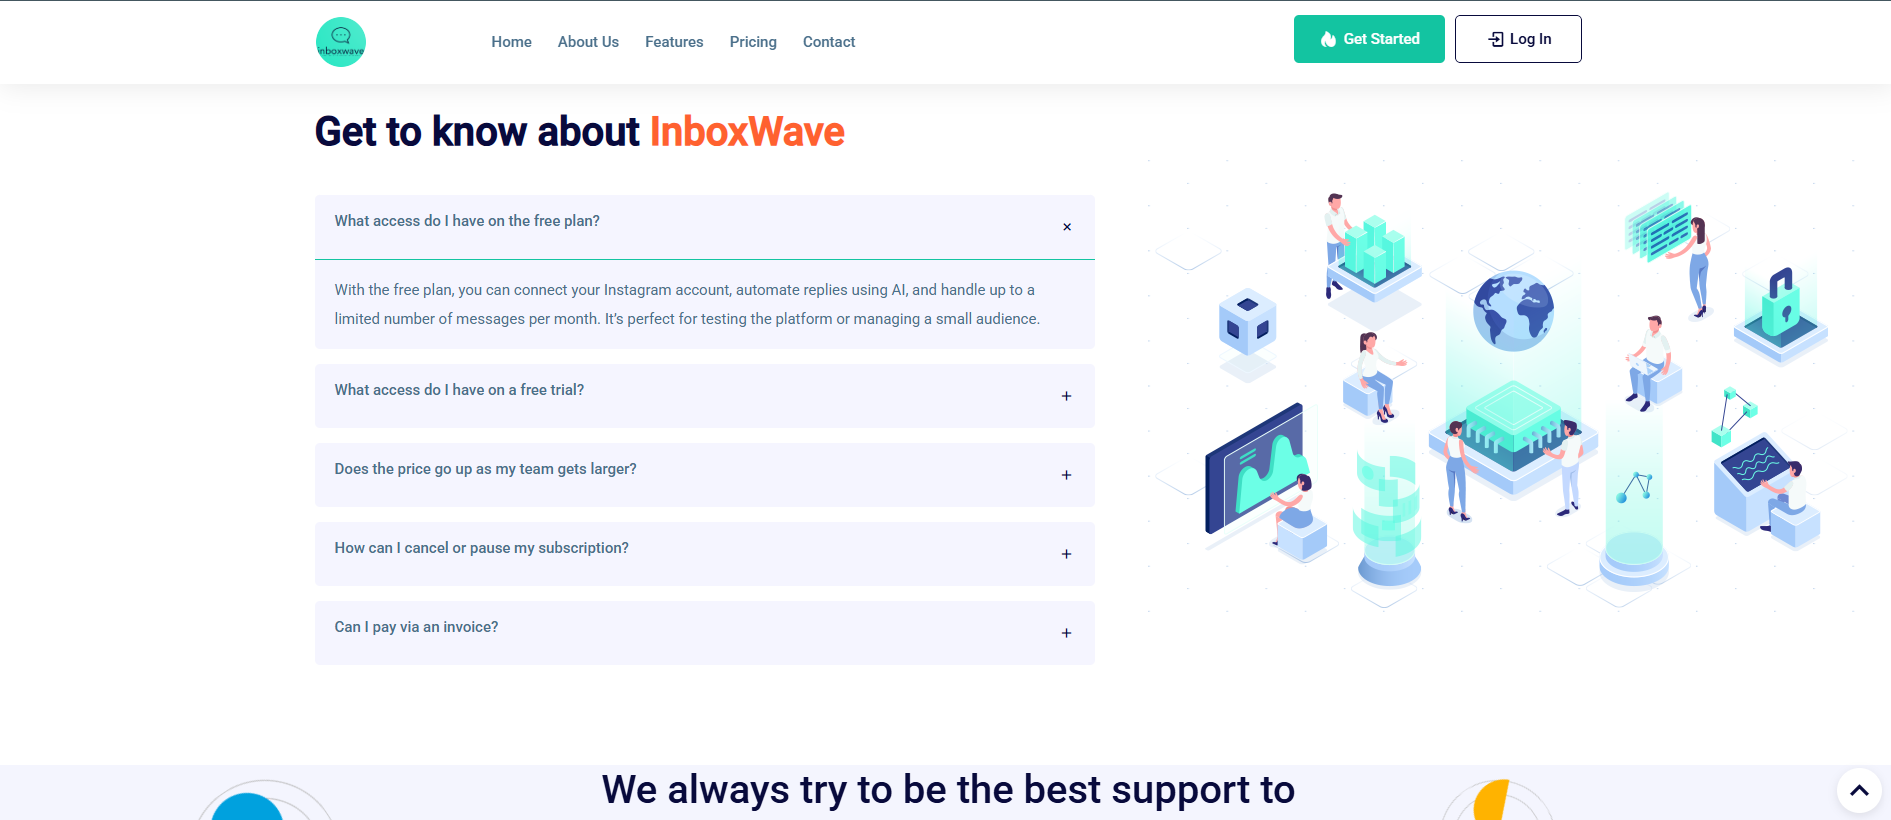 inboxwave
Home
About Us
Features
Pricing
Contact
Get Started
Log In
Get to know about InboxWave
What access do I have on the free plan?
With the free plan, you can connect your Instagram account, automate replies using AI, and handle up to a
limited number of messages per month. It’s perfect for testing the platform or managing a small audience.
What access do I have on a free trial?
Does the price go up as my team gets larger?
How can I cancel or pause my subscription?
Can I pay via an invoice?
We always try to be the best support to